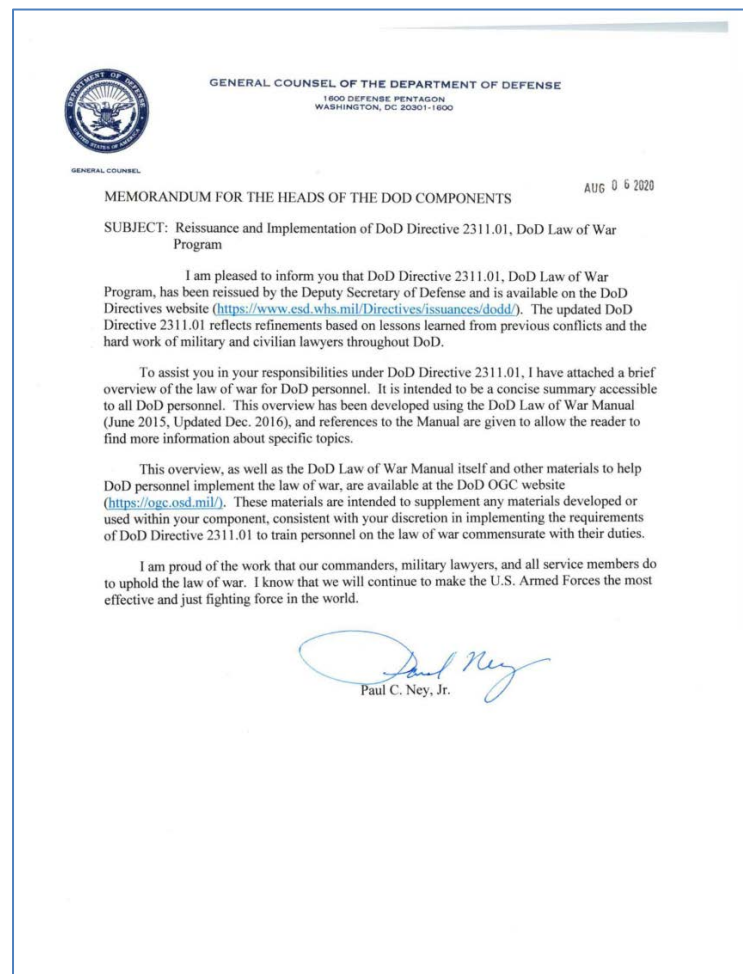 DEPARTMENT OF DEFENSE
UNITED STATES OF AMERICA
GENERAL COUNSEL
GENERAL COUNSEL OF THE DEPARTMENT OF DEFENSE
1600 DEFENSE PENTAGON
WASHINGTON, DC 20301-1600
AUG 06 2020
MEMORANDUM FOR THE HEADS OF THE DOD COMPONENTS
SUBJECT: Reissuance and Implementation of DoD Directive 2311.01, DoD Law of War
Program
I am pleased to inform you that DoD Directive 2311.01, DoD Law of War
Program, has been reissued by the Deputy Secretary of Defense and is available on the DoD
Directives website (https://www.esd.whs.mil/Directives/issuances/dodd/). The updated DoD
Directive 2311.01 reflects refinements based on lessons learned from previous conflicts and the
hard work of military and civilian lawyers throughout DoD.
To assist you in your responsibilities under DoD Directive 2311.01, I have attached a brief
overview of the law of war for DoD personnel. It is intended to be a concise summary accessible
to all DoD personnel. This overview has been developed using the DoD Law of War Manual
(June 2015, Updated Dec. 2016), and references to the Manual are given to allow the reader to
find more information about specific topics.
This overview, as well as the DoD Law of War Manual itself and other materials to help
DoD personnel implement the law of war, are available at the DoD OGC website
(https://ogc.osd.mil/). These materials are intended to supplement any materials developed or
used within your component, consistent with your discretion in implementing the requirements
of DoD Directive 2311.01 to train personnel on the law of war commensurate with their duties.
I am proud of the work that our commanders, military lawyers, and all service members do
to uphold the law of war. I know that we will continue to make the U.S. Armed Forces the most
effective and just fighting force in the world.
Paul Ney
Paul C. Ney, Jr.